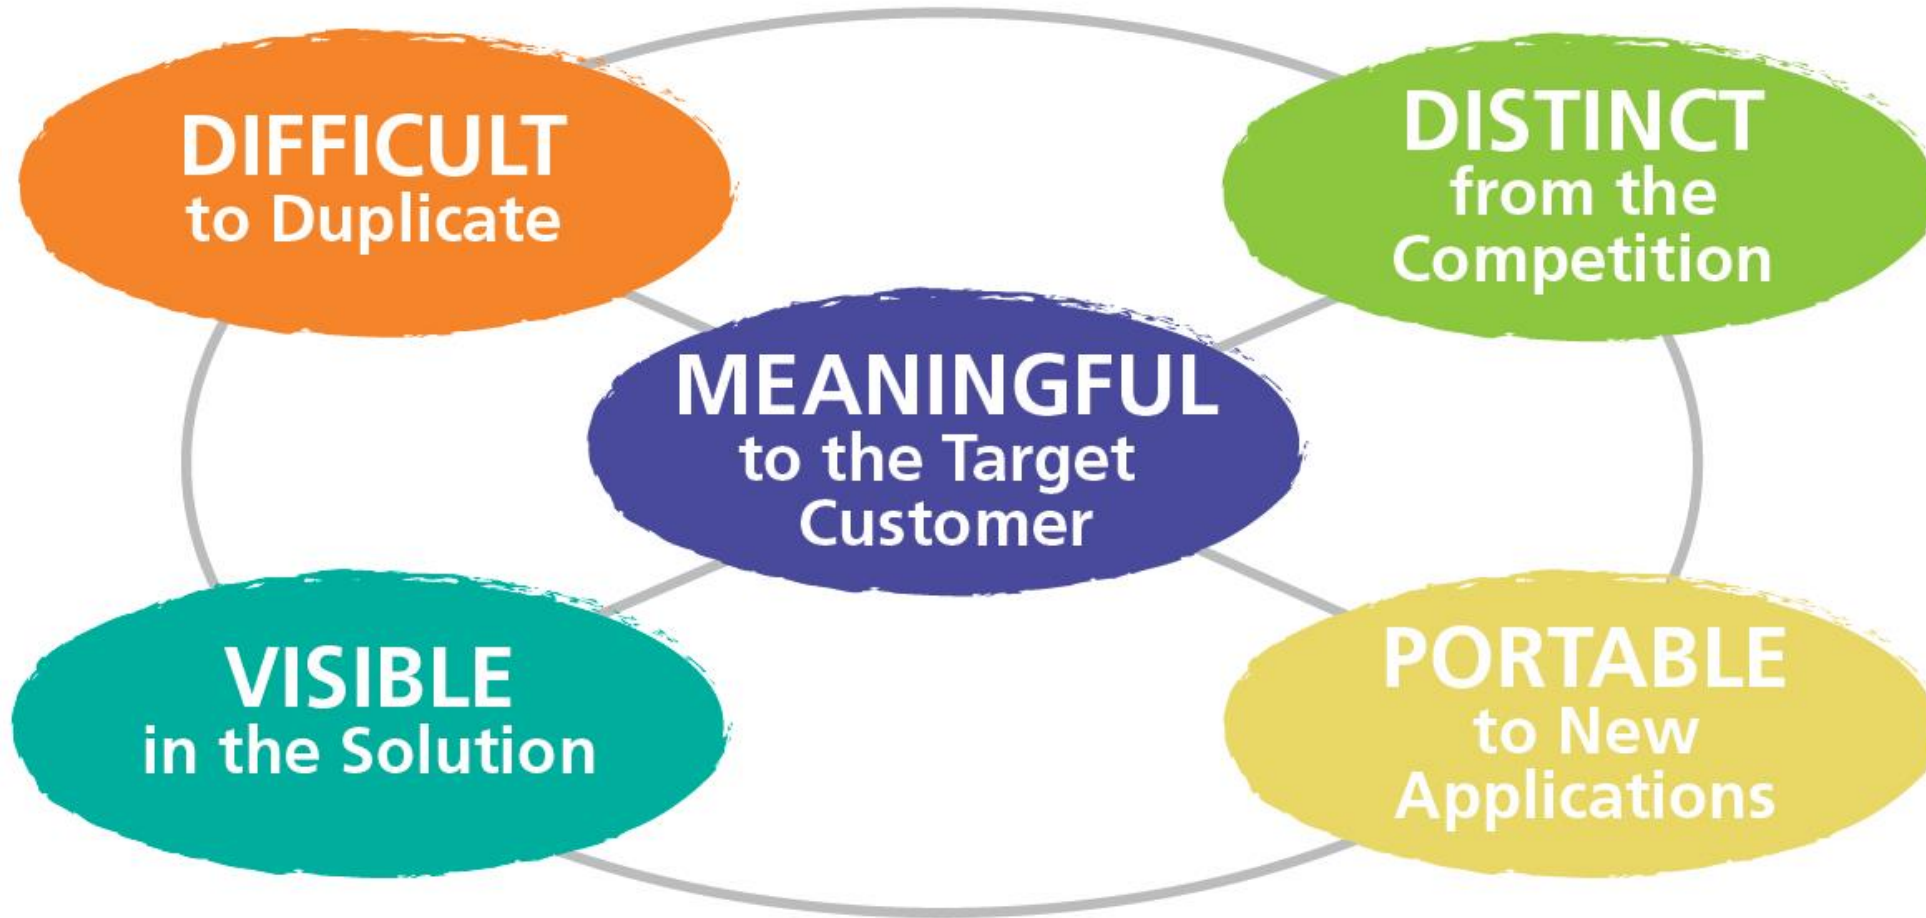 DIFFICULT
to Duplicate
DISTINCT
from the
Competition
MEANINGFUL
to the Target
Customer
VISIBLE
in the Solution
PORTABLE
to New
Applications